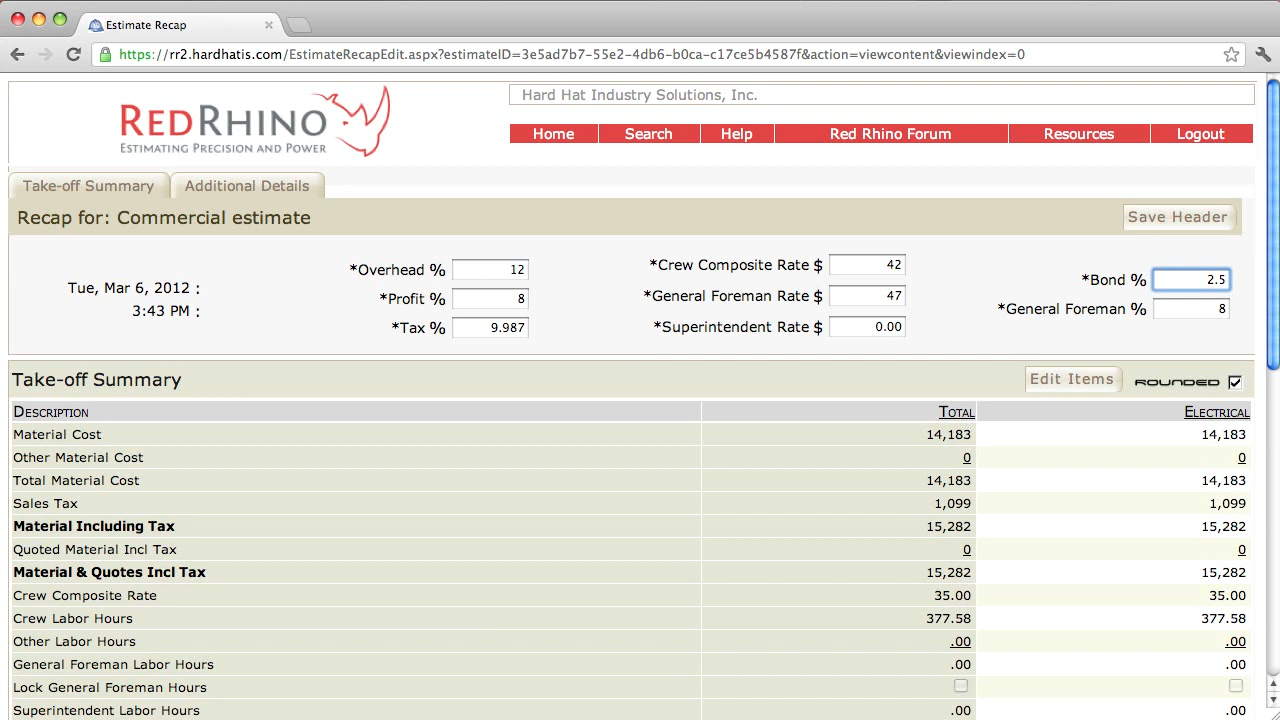 Estimate Recap
https://rr2.hardhatis.com/EstimateRecapEdit.aspx?estimateID=3e5ad7b7-55e2-4db6-b0ca-c17ce5b4587f&action=viewcontent&viewindex=0
REDRHINO
ESTIMATING PRECISION AND POWER
Hard Hat Industry Solutions, Inc.
Home Search Help Red Rhino Forum Resources Logout
Take-off Summary Additional Details
Recap for: Commercial estimate Save Header
Tue, Mar 6, 2012 :
3:43 PM :
*Overhead % 12
*Profit % 8
*Tax % 9.987
*Crew Composite Rate $ 42
*General Foreman Rate $ 47
*Superintendent Rate $ 0.00
*Bond % 2.5
*General Foreman % 8
Take-off Summary Edit Items ROUNDED
DESCRIPTION TOTAL ELECTRICAL
Material Cost 14,183 14,183
Other Material Cost 0 0
Total Material Cost 14,183 14,183
Sales Tax 1,099 1,099
Material Including Tax 15,282 15,282
Quoted Material Incl Tax 0 0
Material & Quotes Incl Tax 15,282 15,282
Crew Composite Rate 35.00 35.00
Crew Labor Hours 377.58 377.58
Other Labor Hours .00 .00
General Foreman Labor Hours .00 .00
Lock General Foreman Hours
Superintendent Labor Hours .00 .00